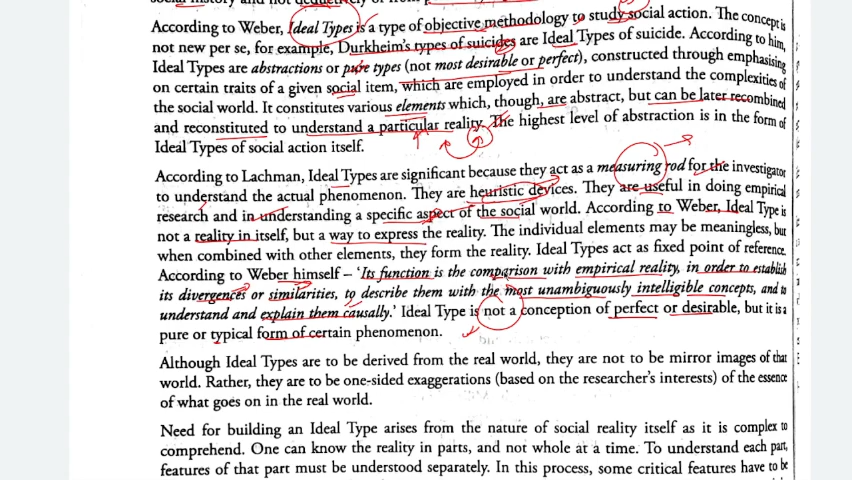 social history and not deductively or from p
According to Weber, Ideal Types is a type of objective methodology to study social action. The concept is
not new per se, for example, Durkheim's types of suicides are Ideal Types of suicide. According to him,
Ideal Types are abstractions or pure types (not most desirable or perfect), constructed through emphasising
on certain traits of a given social item, which are employed in order to understand the complexities of
the social world. It constitutes various elements which, though, are abstract, but can be later recombined
and reconstituted to understand a particular reality. The highest level of abstraction is in the form of
Ideal Types of social action itself.
According to Lachman, Ideal Types are significant because they act as a measuring rod for the investigator
to understand the actual phenomenon. They are heuristic devices. They are useful in doing empirical
research and in understanding a specific aspect of the social world. According to Weber, Ideal Type is
not a reality in itself, but a way to express the reality. The individual elements may be meaningless, but
when combined with other elements, they form the reality. Ideal Types act as fixed point of reference.
According to Weber himself – 'Its function is the comparison with empirical reality, in order to establish
its divergences or similarities, to describe them with the most unambiguously intelligible concepts, and to
understand and explain them causally.' Ideal Type is not a conception of perfect or desirable, but it is a
pure or typical form of certain phenomenon.
Although Ideal Types are to be derived from the real world, they are not to be mirror images of that
world. Rather, they are to be one-sided exaggerations (based on the researcher's interests) of the essence
of what goes on in the real world.
Need for building an Ideal Type arises from the nature of social reality itself as it is complex to
comprehend. One can know the reality in parts, and not whole at a time. To understand each part,
features of that part must be understood separately. In this process, some critical features have to be